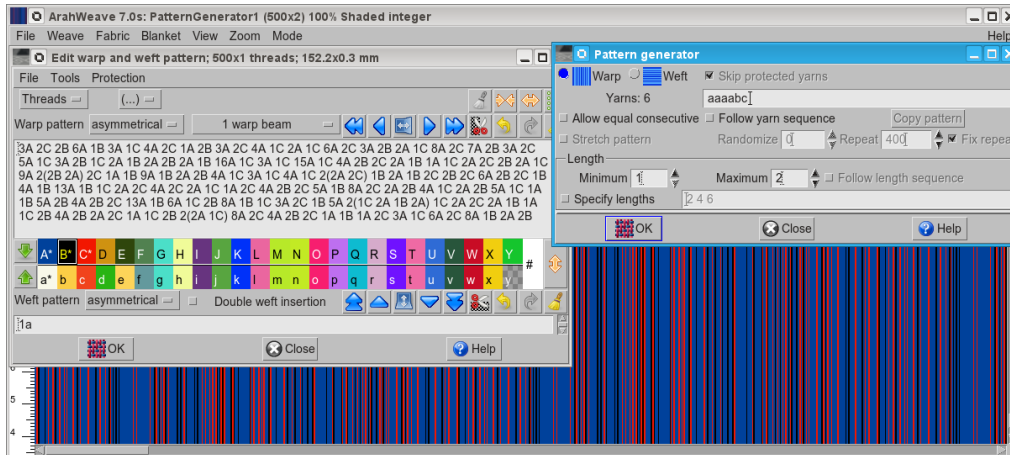 ArahWeave 7.0s: PatternGenerator1 (500x2) 100% Shaded integer
File Weave Fabric Blanket View Zoom Mode Help
Edit warp and weft pattern; 500x1 threads; 152.2x0.3 mm
File Tools Protection
Threads (...)
Warp pattern asymmetrical 1 warp beam
3A 2C 2B 6A 1B 3A 1C 4A 2C 1A 2B 3A 2C 4A 1C 2A 1C 6A 2C 3A 2B 2A 1C 8A 2C 7A 2B 3A 2C
5A 1C 3A 2B 1C 2A 2B 2A 1B 16A 1C 3A 1C 15A 1C 4A 2B 2C 2A 1B 1A 1C 2A 2C 2B 2A 1C
9A 2(2B 2A) 2C 1A 1B 9A 1B 2A 2B 4A 1C 3A 1C 4A 1C 2(2A 2C) 1B 2A 1B 2C 2B 2C 6A 2B 2C 1B
4A 1B 13A 1B 1C 2A 2C 4A 2C 2A 1C 1A 2C 4A 2B 2C 5A 1B 8A 2C 2A 2B 4A 1C 2A 2B 5A 1C 1A
1B 5A 2B 4A 2B 2C 13A 1B 6A 1C 2B 8A 1B 1C 3A 2C 1B 5A 2(1C 2A 1B 2A) 1C 2A 2C 2A 1B 1A
1C 2B 4A 2B 2A 2C 1A 1C 2B 2(2A 1C) 8A 2C 4A 2B 2C 1A 1B 1A 2C 3A 1C 6A 2C 8A 1B 2A 2B
A* B* C* D E F G H I J K L M N O P Q R S T U V W X Y #
a* b c d e f g h i j k l m n o p q r s t u v w x y
Weft pattern asymmetrical Double weft insertion
1a
OK Close Help
Pattern generator
Warp Weft Skip protected yarns
Yarns: 6 aaaabc
Allow equal consecutive Follow yarn sequence Copy pattern
Stretch pattern Randomize 0 Repeat 400 Fix repea
Length
Minimum 1 Maximum 2 Follow length sequence
Specify lengths 2 4 6
OK Close Help
5
4